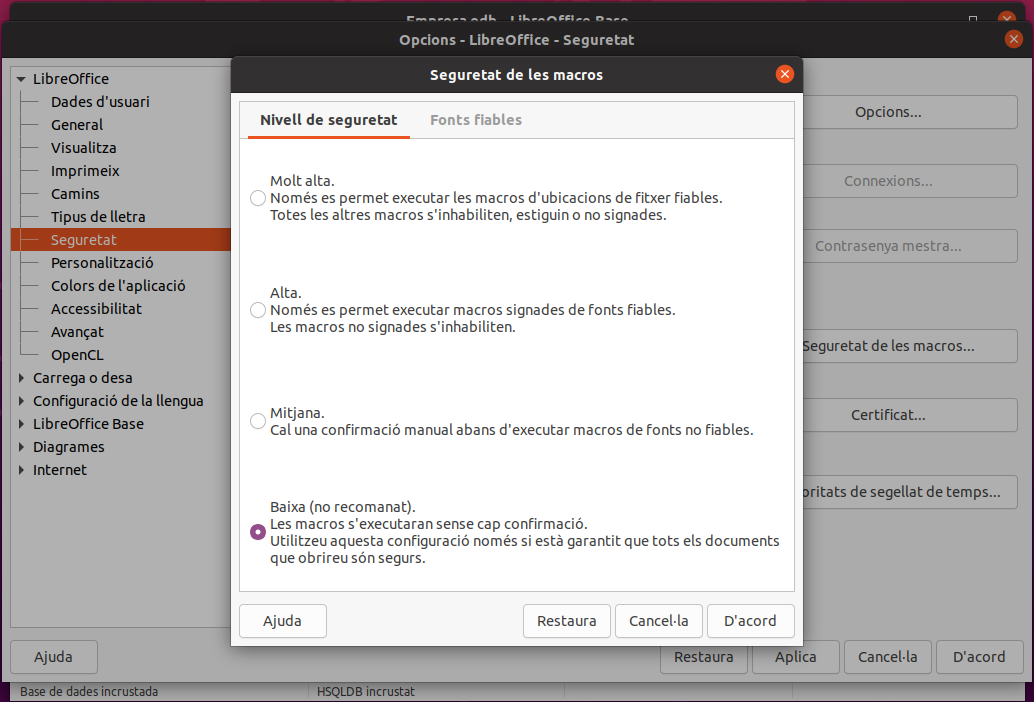 Empresa.odb - LibreOffice Base
Opcions - LibreOffice - Seguretat
Seguretat de les macros
LibreOffice
Dades d'usuari
General
Visualitza
Imprimeix
Camins
Tipus de lletra
Seguretat
Personalització
Colors de l'aplicació
Accessibilitat
Avançat
OpenCL
Carrega o desa
Configuració de la llengua
LibreOffice Base
Diagrames
Internet
Nivell de seguretat
Fonts fiables
Molt alta.
Només es permet executar les macros d'ubicacions de fitxer fiables.
Totes les altres macros s'inhabiliten, estiguin o no signades.
Alta.
Només es permet executar macros signades de fonts fiables.
Les macros no signades s'inhabiliten.
Mitjana.
Cal una confirmació manual abans d'executar macros de fonts no fiables.
Baixa (no recomanat).
Les macros s'executaran sense cap confirmació.
Utilitzeu aquesta configuració només si està garantit que tots els documents
que obrireu són segurs.
Ajuda
Restaura
Cancel·la
D'acord
Opcions...
Connexions...
Contrasenya mestra...
Seguretat de les macros...
Certificat...
oritats de segellat de temps...
Ajuda
Restaura
Aplica
Cancel·la
D'acord
Base de dades incrustada
HSQLDB incrustat